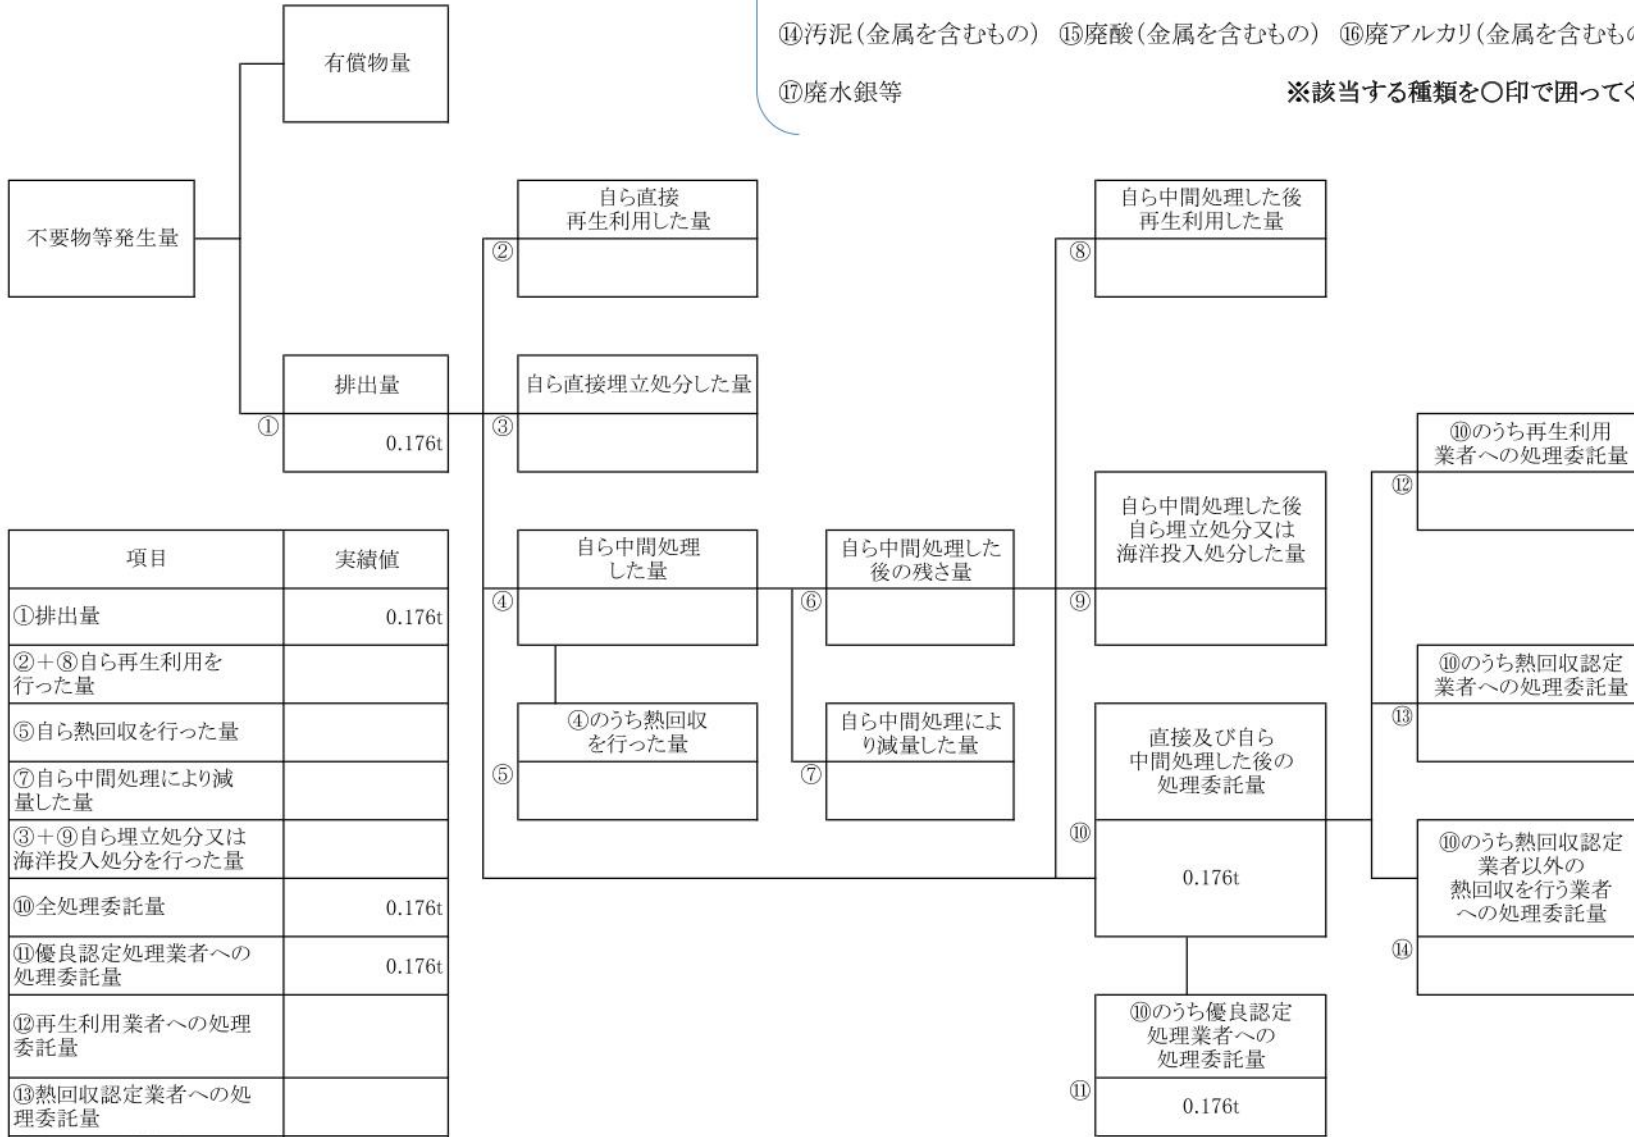 ⑭汚泥(金属を含むもの) ⑮廃酸(金属を含むもの) ⑯廃アルカリ(金属を含むもの
⑰廃水銀等
※該当する種類を○印で囲ってく
有償物量
不要物等発生量
排出量
①
0.176t
自ら直接
再生利用した量
②
自ら直接埋立処分した量
③
自ら中間処理
した量
④
④のうち熱回収
を行った量
⑤
自ら中間処理した
後の残さ量
⑥
自ら中間処理によ
り減量した量
⑦
自ら中間処理した後
再生利用した量
⑧
自ら中間処理した後
自ら埋立処分又は
海洋投入処分した量
⑨
直接及び自ら
中間処理した後の
処理委託量
⑩
0.176t
⑩のうち優良認定
処理業者への
処理委託量
⑪
0.176t
⑩のうち再生利用
業者への処理委託量
⑫
⑩のうち熱回収認定
業者への処理委託量
⑬
⑩のうち熱回収認定
業者以外の
熱回収を行う業者
への処理委託量
⑭
項目 実績値
①排出量 0.176t
②+⑧自ら再生利用を
行った量
⑤自ら熱回収を行った量
⑦自ら中間処理により減
量した量
③+⑨自ら埋立処分又は
海洋投入処分を行った量
⑩全処理委託量 0.176t
⑪優良認定処理業者への
処理委託量 0.176t
⑫再生利用業者への処理
委託量
⑬熱回収認定業者への処
理委託量